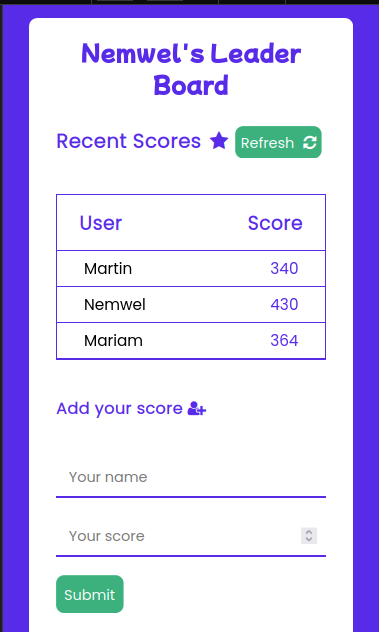 Nemwel's Leader
Board
Recent Scores Refresh
User Score
Martin 340
Nemwel 430
Mariam 364
Add your score
Your name
Your score
Submit